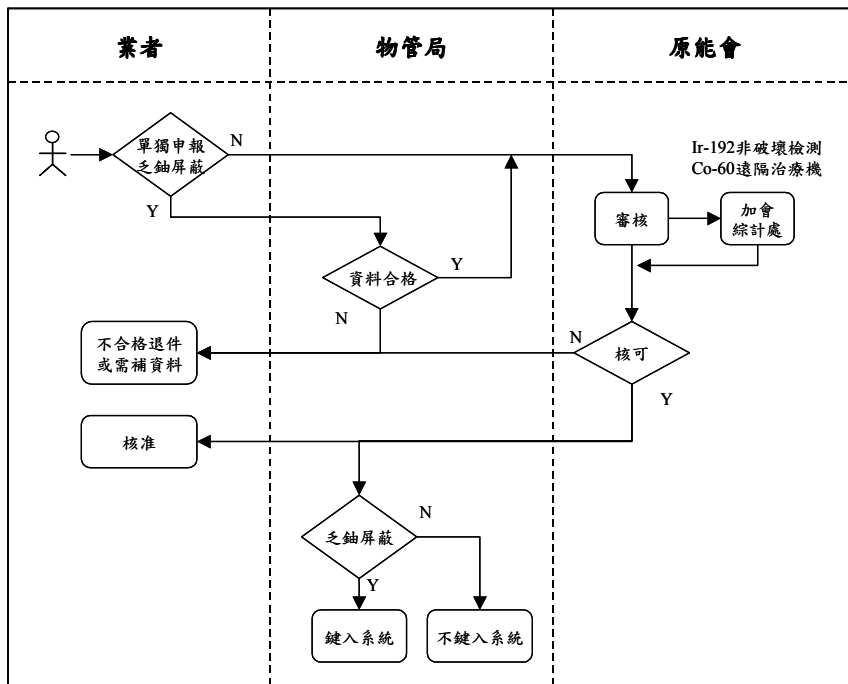 業者
物管局
原能會
單獨申報
乏鈾屏蔽
N
Y
Ir-192非破壞檢測
Co-60遠隔治療機
審核
加會
綜計處
資料合格
Y
N
不合格退件
或需補資料
N
核可
Y
核准
乏鈾屏蔽
N
Y
鍵入系統
不鍵入系統